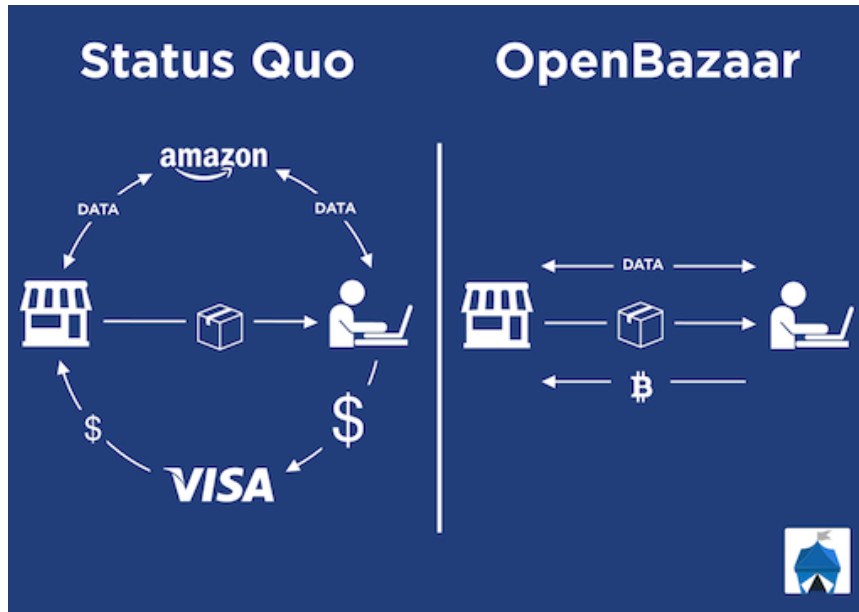 Status Quo
OpenBazaar
amazon
DATA
DATA
$
$
VISA
DATA
₿